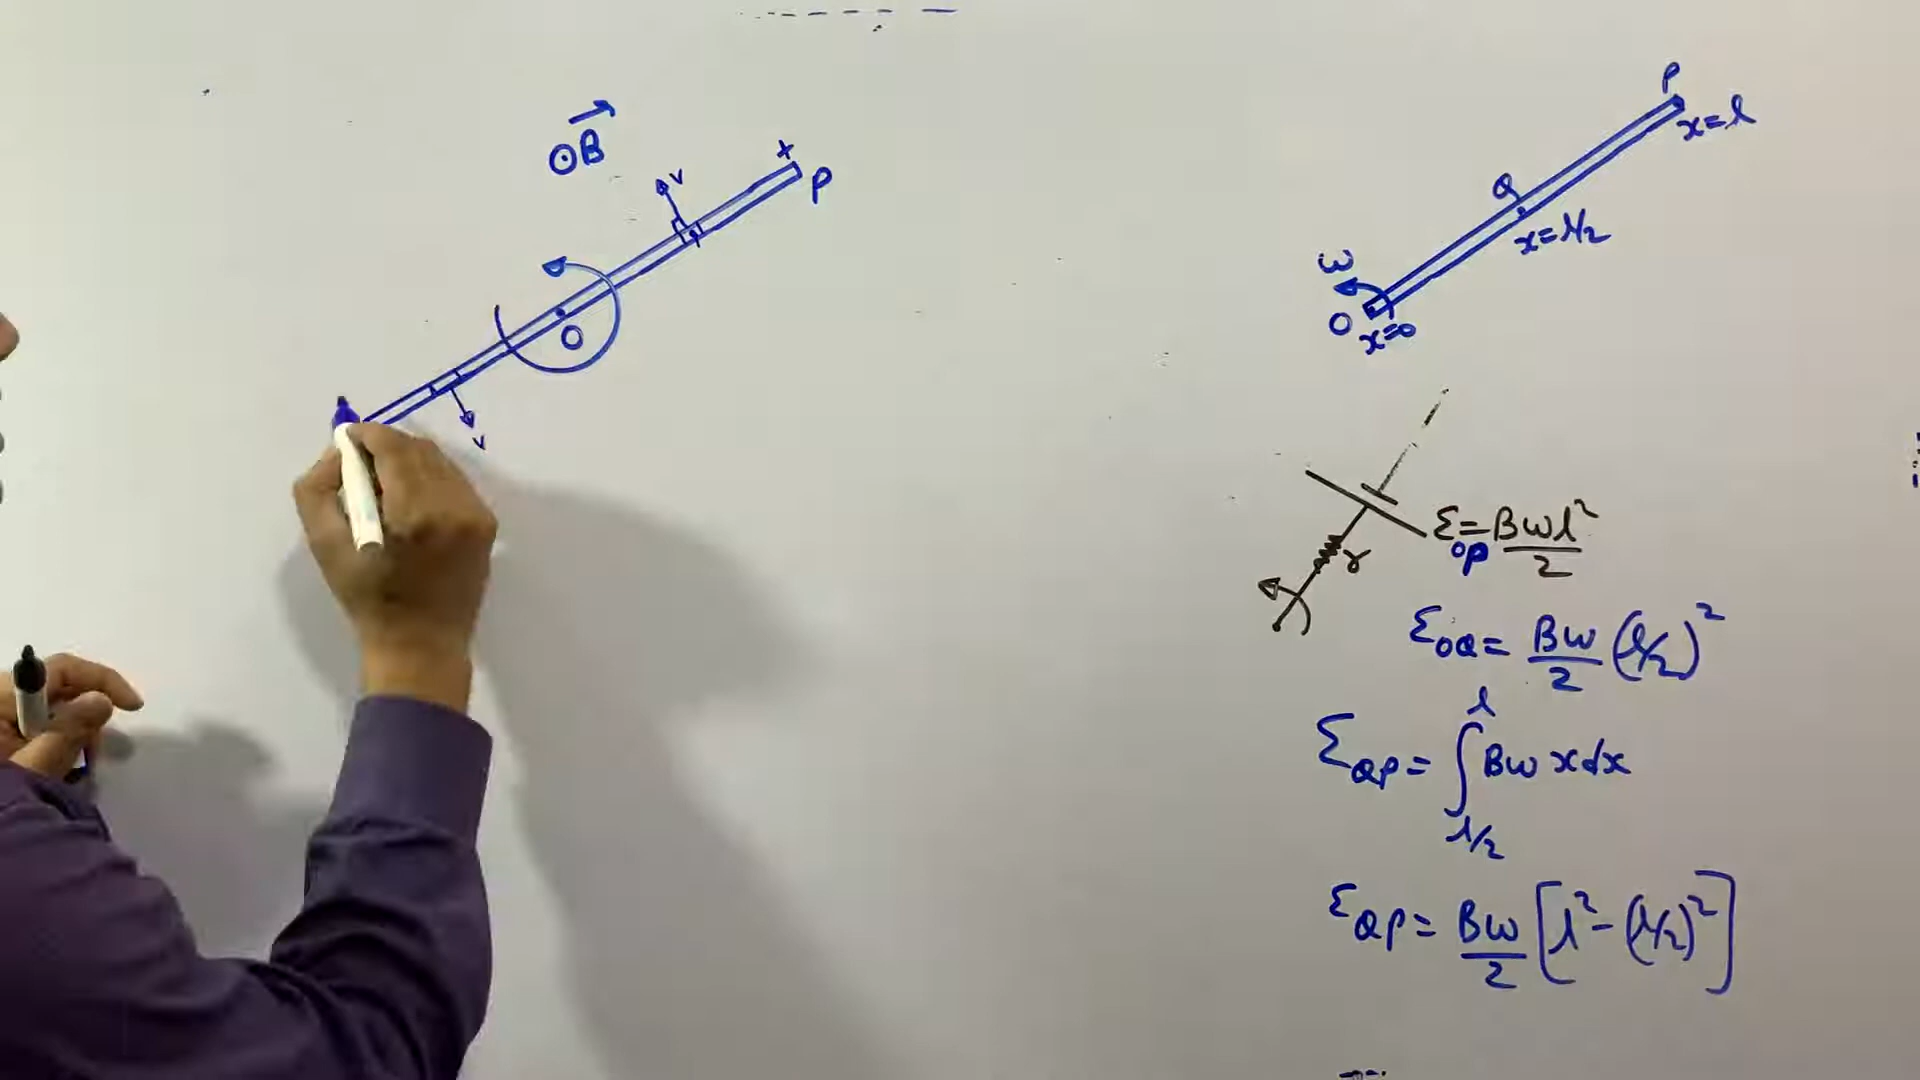 ⊙B⃗
v
+
P
O
v
P
x=l
Q
x=l/2
ω
O
x=0
r
ε_OP = Bωl²/2
ε_OQ = Bω/2 (l/2)²
ε_QP = ∫_{l/2}^{l} Bω x dx
ε_QP = Bω/2 [l² - (l/2)²]